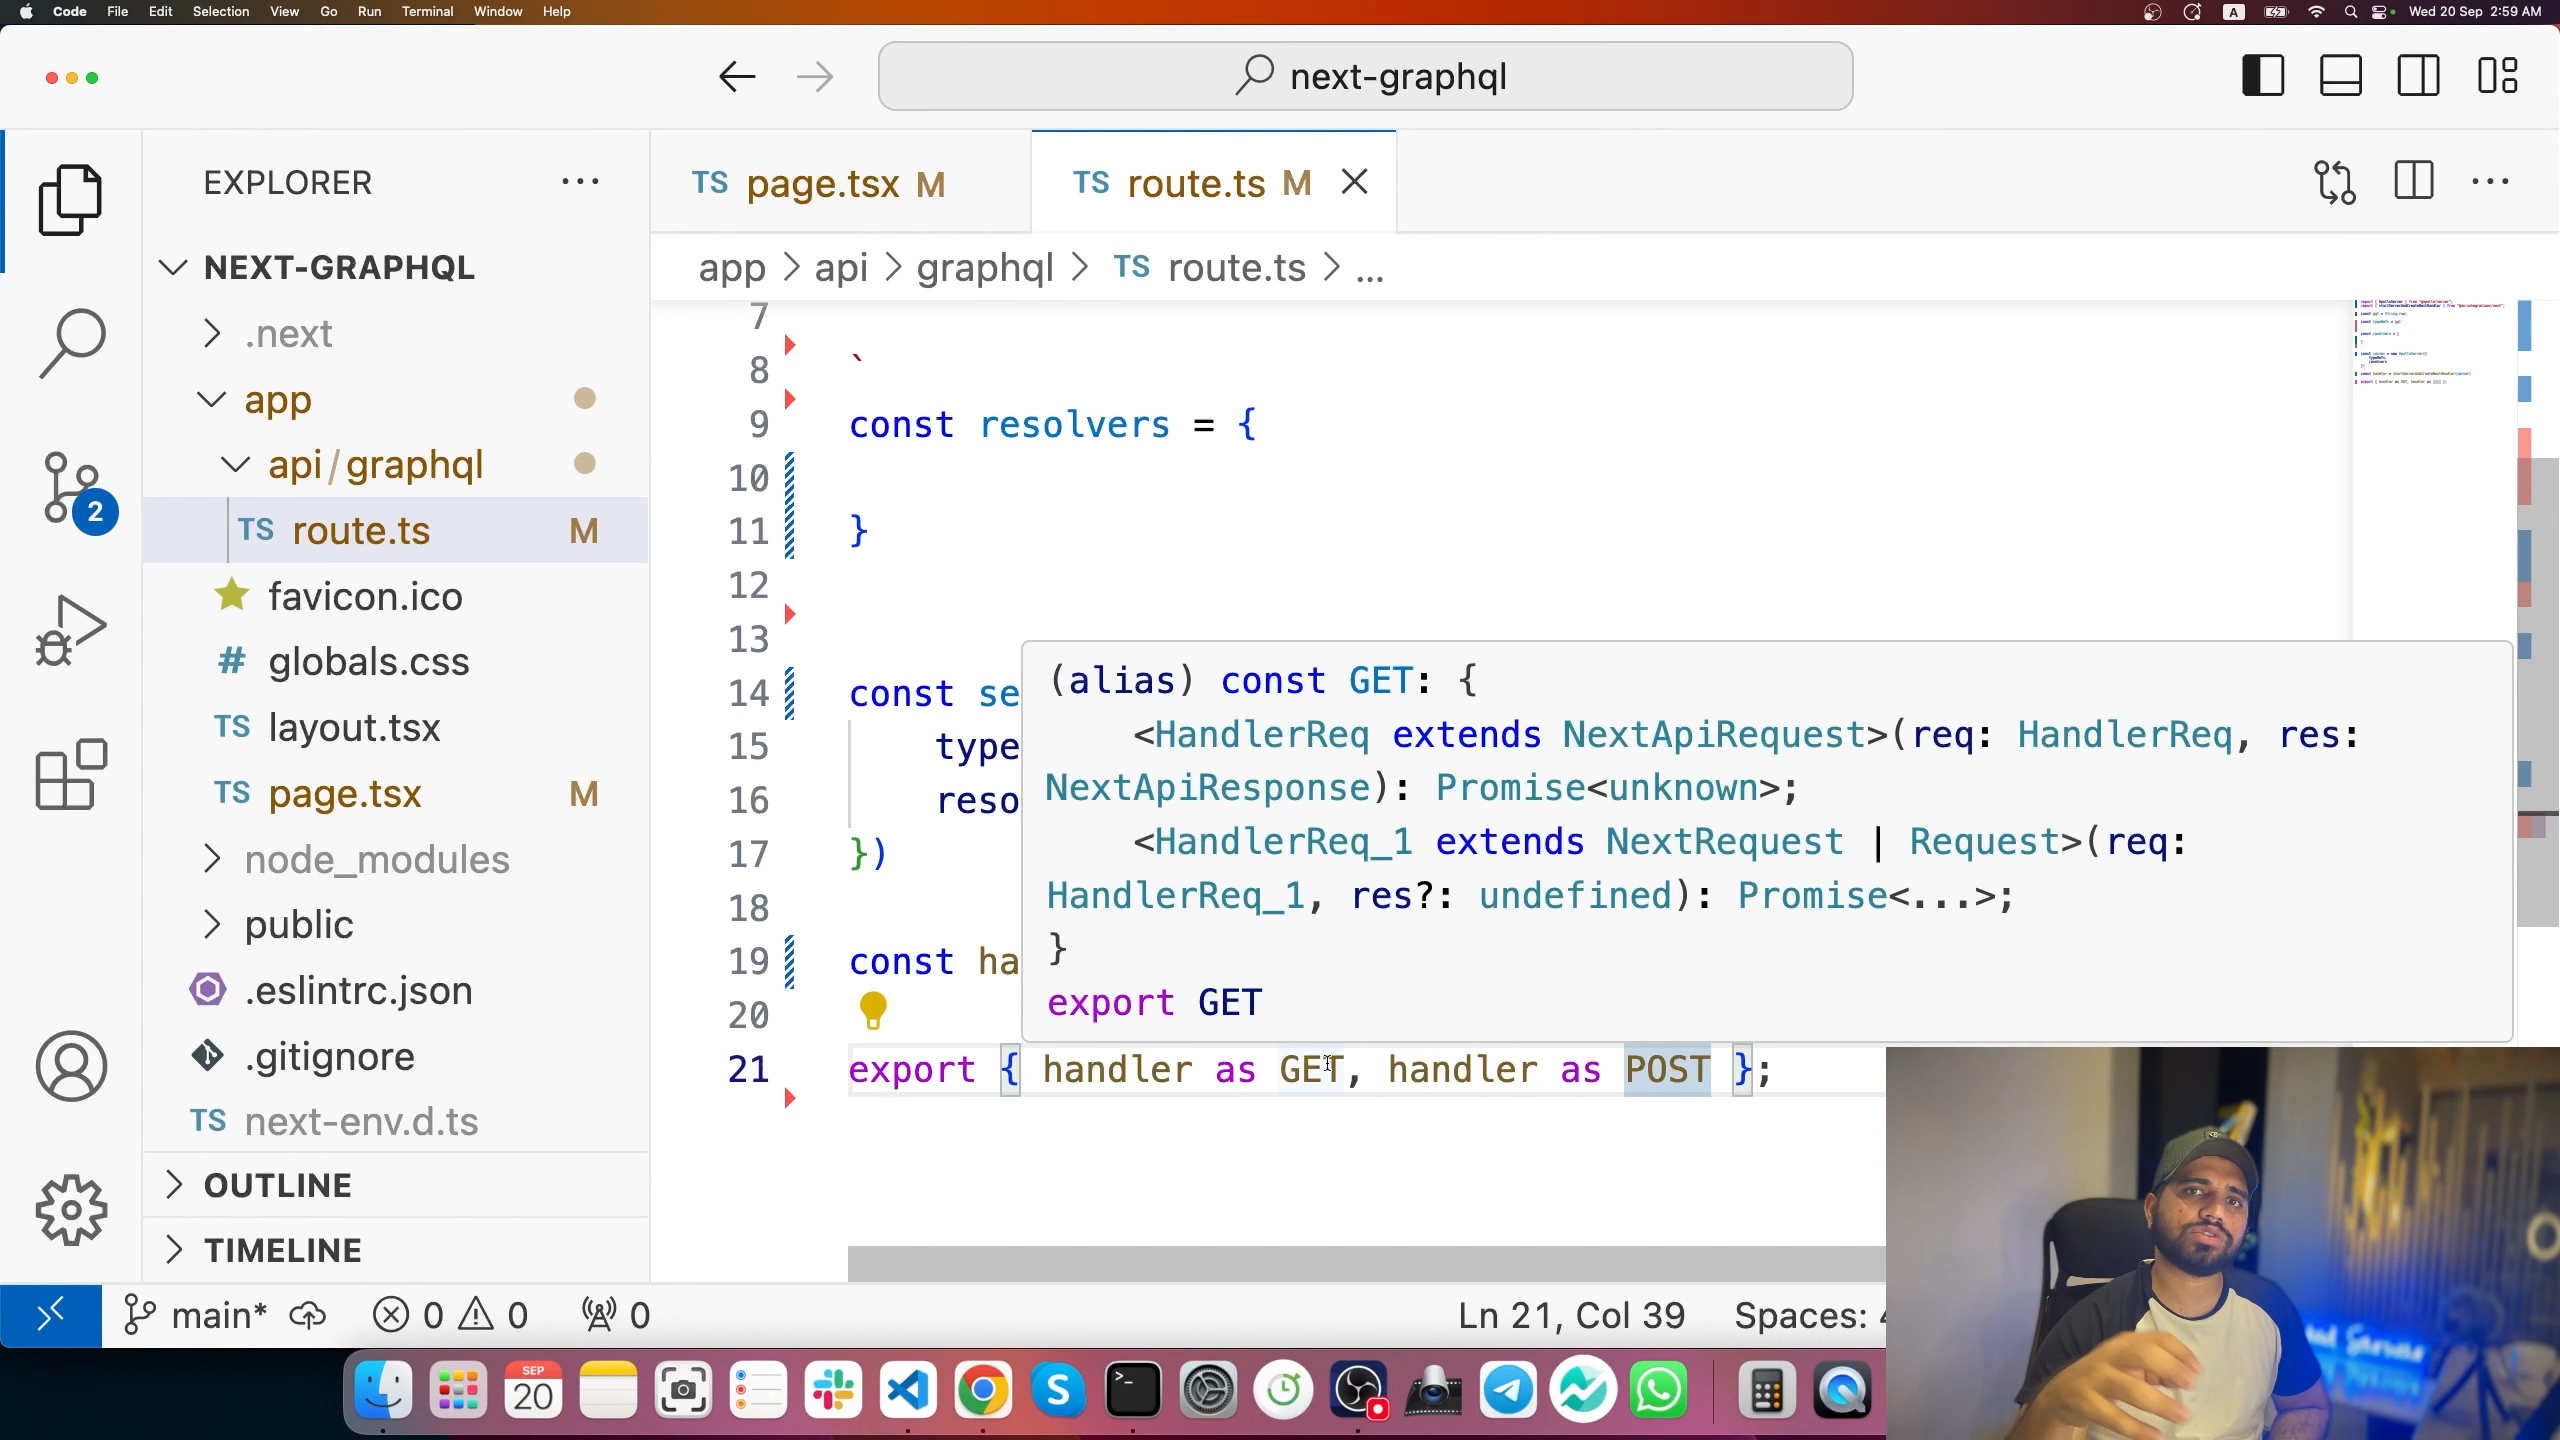 Code File Edit Selection View Go Run Terminal Window Help
A
Wed 20 Sep 2:59 AM
next-graphql
EXPLORER
TS page.tsx M
TS route.ts M
app > api > graphql > TS route.ts > ...
NEXT-GRAPHQL
.next
app
api/graphql
TS route.ts M
favicon.ico
# globals.css
TS layout.tsx
TS page.tsx M
node_modules
public
.eslintrc.json
.gitignore
TS next-env.d.ts
OUTLINE
TIMELINE
2
7
8 `
9 const resolvers = {
10
11 }
12
13
14 const se
15 type
16 reso
17 })
18
19 const ha
20
21 export { handler as GET, handler as POST };
(alias) const GET: {
<HandlerReq extends NextApiRequest>(req: HandlerReq, res:
NextApiResponse): Promise<unknown>;
<HandlerReq_1 extends NextRequest | Request>(req:
HandlerReq_1, res?: undefined): Promise<...>;
}
export GET
main* 0 0 0
Ln 21, Col 39 Spaces:
SEP
20